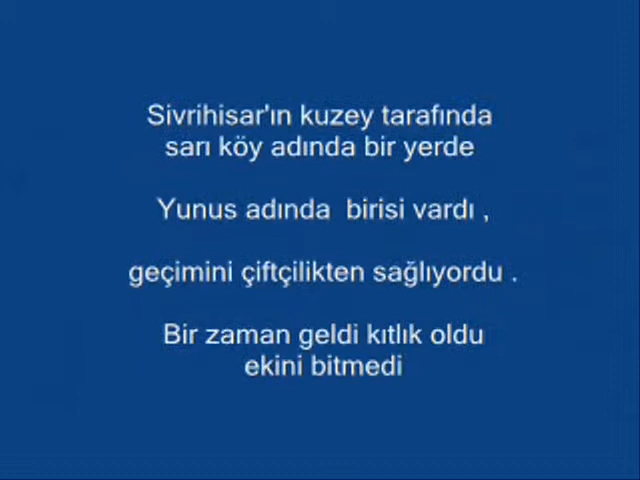 Sivrihisar'ın kuzey tarafında
sarı köy adında bir yerde
Yunus adında birisi vardı ,
geçimini çiftçilikten sağlıyordu .
Bir zaman geldi kıtlık oldu
ekini bitmedi